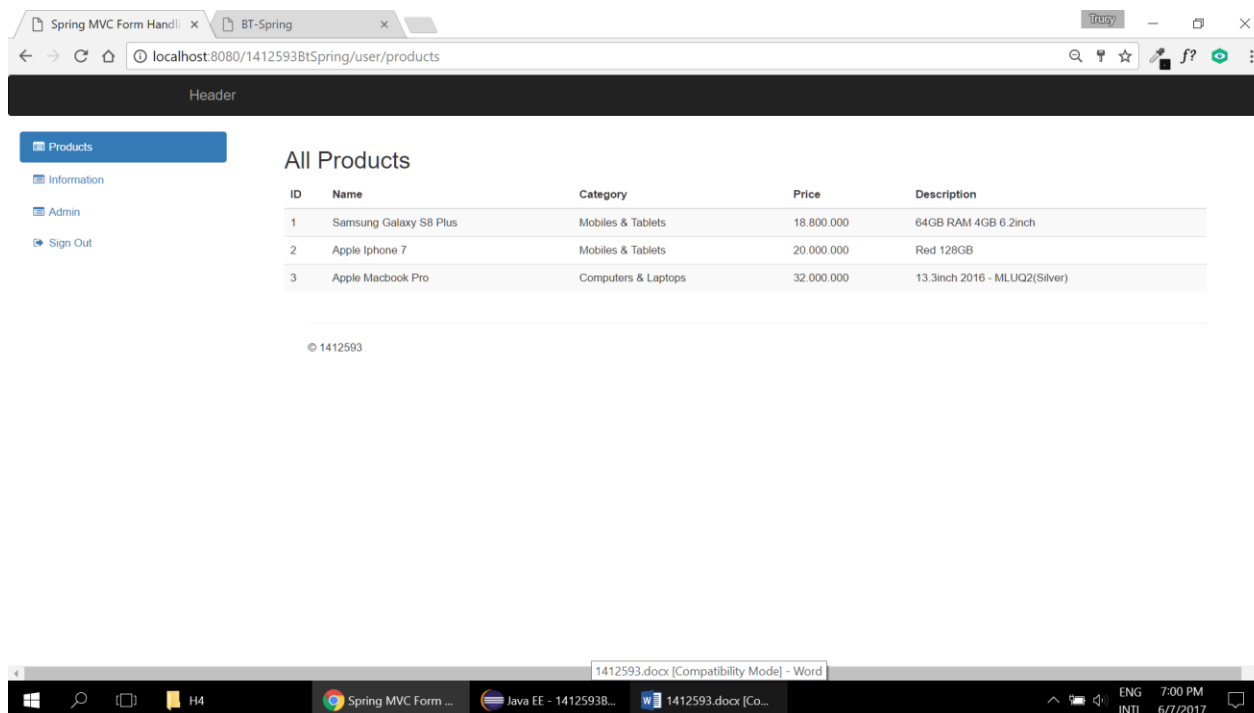 Spring MVC Form Handli
BT-Spring
Trucy
localhost:8080/1412593BtSpring/user/products
f?
Header
Products
Information
Admin
Sign Out
All Products
ID Name Category Price Description
1 Samsung Galaxy S8 Plus Mobiles & Tablets 18.800.000 64GB RAM 4GB 6.2inch
2 Apple Iphone 7 Mobiles & Tablets 20.000.000 Red 128GB
3 Apple Macbook Pro Computers & Laptops 32.000.000 13.3inch 2016 - MLUQ2(Silver)
© 1412593
1412593.docx [Compatibility Mode] - Word
H4
Spring MVC Form ...
Java EE - 1412593B...
1412593.docx [Co...
ENG
INTL
7:00 PM
6/7/2017